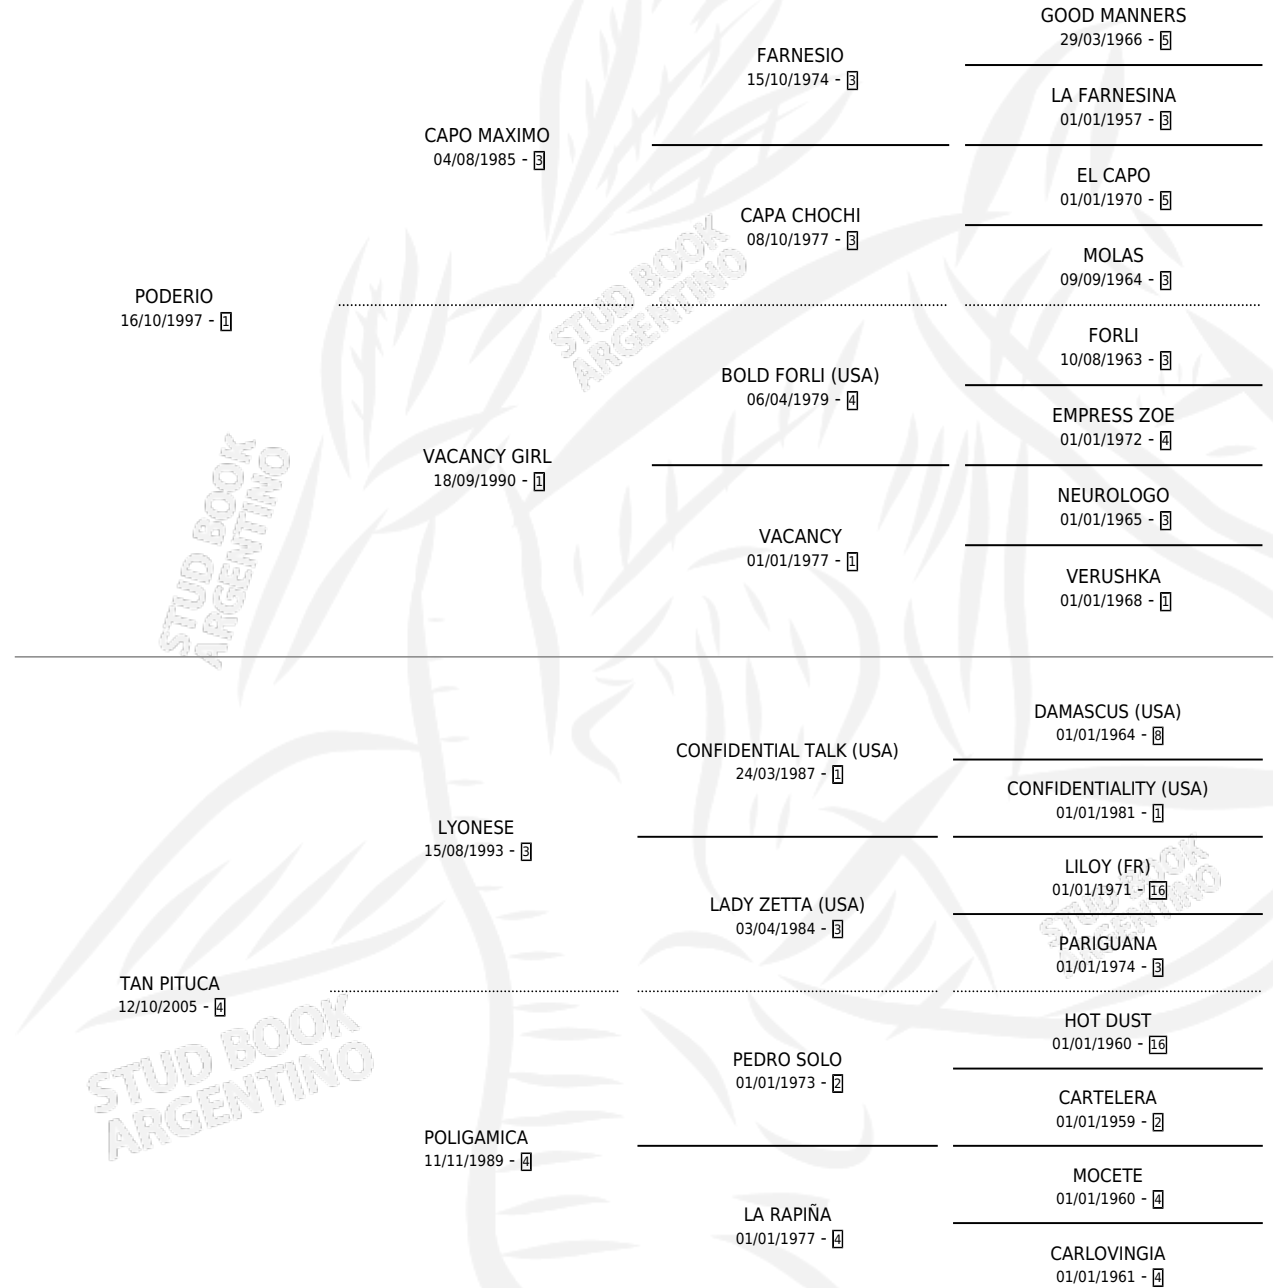 GOOD MANNERS
29/03/1966 - 5
FARNESIO
15/10/1974 - 3
LA FARNESINA
01/01/1957 - 3
CAPO MAXIMO
04/08/1985 - 3
EL CAPO
01/01/1970 - 5
CAPA CHOCHI
08/10/1977 - 3
MOLAS
09/09/1964 - 3
PODERIO
16/10/1997 - 1
FORLI
10/08/1963 - 3
BOLD FORLI (USA)
06/04/1979 - 4
EMPRESS ZOE
01/01/1972 - 4
VACANCY GIRL
18/09/1990 - 1
NEUROLOGO
01/01/1965 - 3
VACANCY
01/01/1977 - 1
VERUSHKA
01/01/1968 - 1
STUD BOOK
ARGENTINO
STUD BOOK
ARGENTINO
DAMASCUS (USA)
01/01/1964 - 8
CONFIDENTIAL TALK (USA)
24/03/1987 - 1
CONFIDENTIALITY (USA)
01/01/1981 - 1
LYONESE
15/08/1993 - 3
LILOY (FR)
01/01/1971 - 16
LADY ZETTA (USA)
03/04/1984 - 3
PARIGUANA
01/01/1974 - 3
STUD BOOK
ARGENTINO
TAN PITUCA
12/10/2005 - 4
HOT DUST
01/01/1960 - 16
PEDRO SOLO
01/01/1973 - 2
CARTELERA
01/01/1959 - 2
POLIGAMICA
11/11/1989 - 4
MOCETE
01/01/1960 - 4
LA RAPIÑA
01/01/1977 - 4
CARLOVINGIA
01/01/1961 - 4
STUD BOOK
ARGENTINO